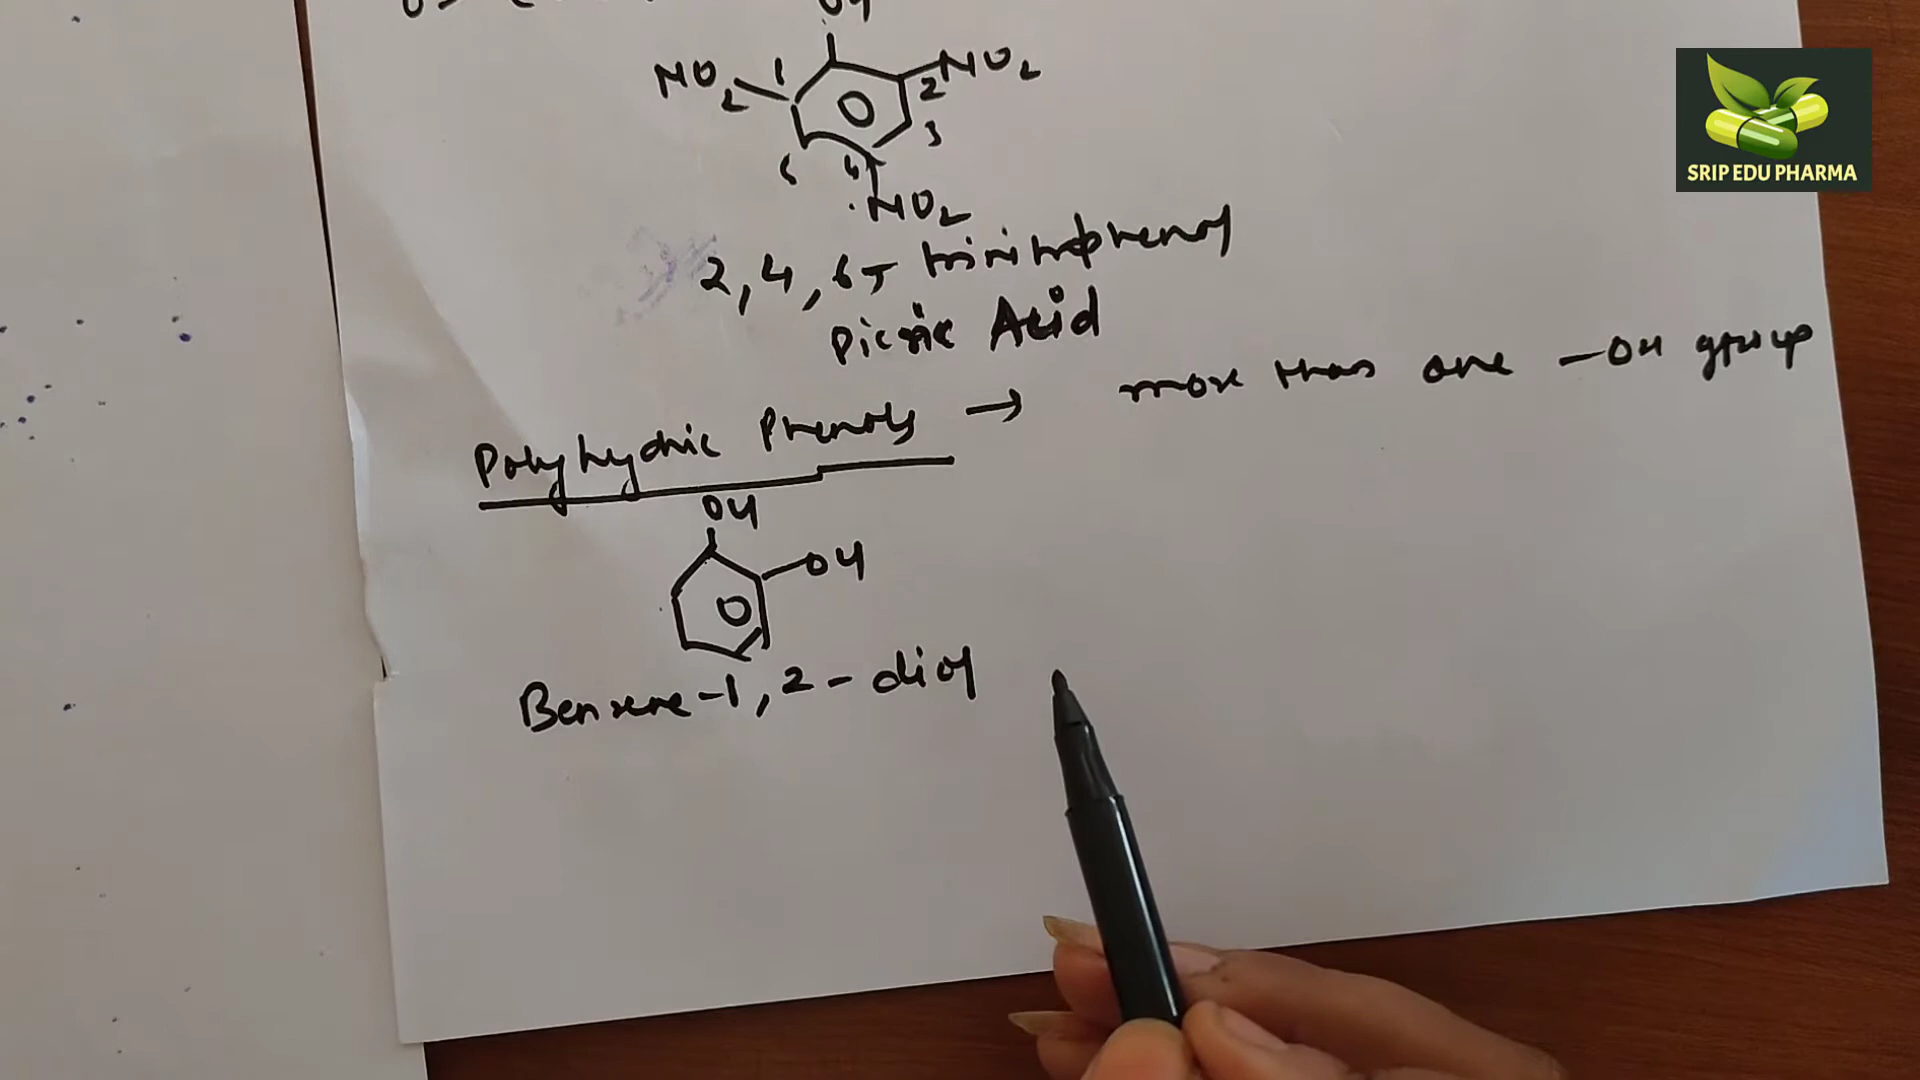 OH
NO2 1 2 NO2
3
6 4
NO2
2, 4, 6- trinitrophenol
Picric Acid
Polyhydric Phenols → more than one -OH group
OH
OH
Benzene-1, 2-diol
SRIP EDU PHARMA